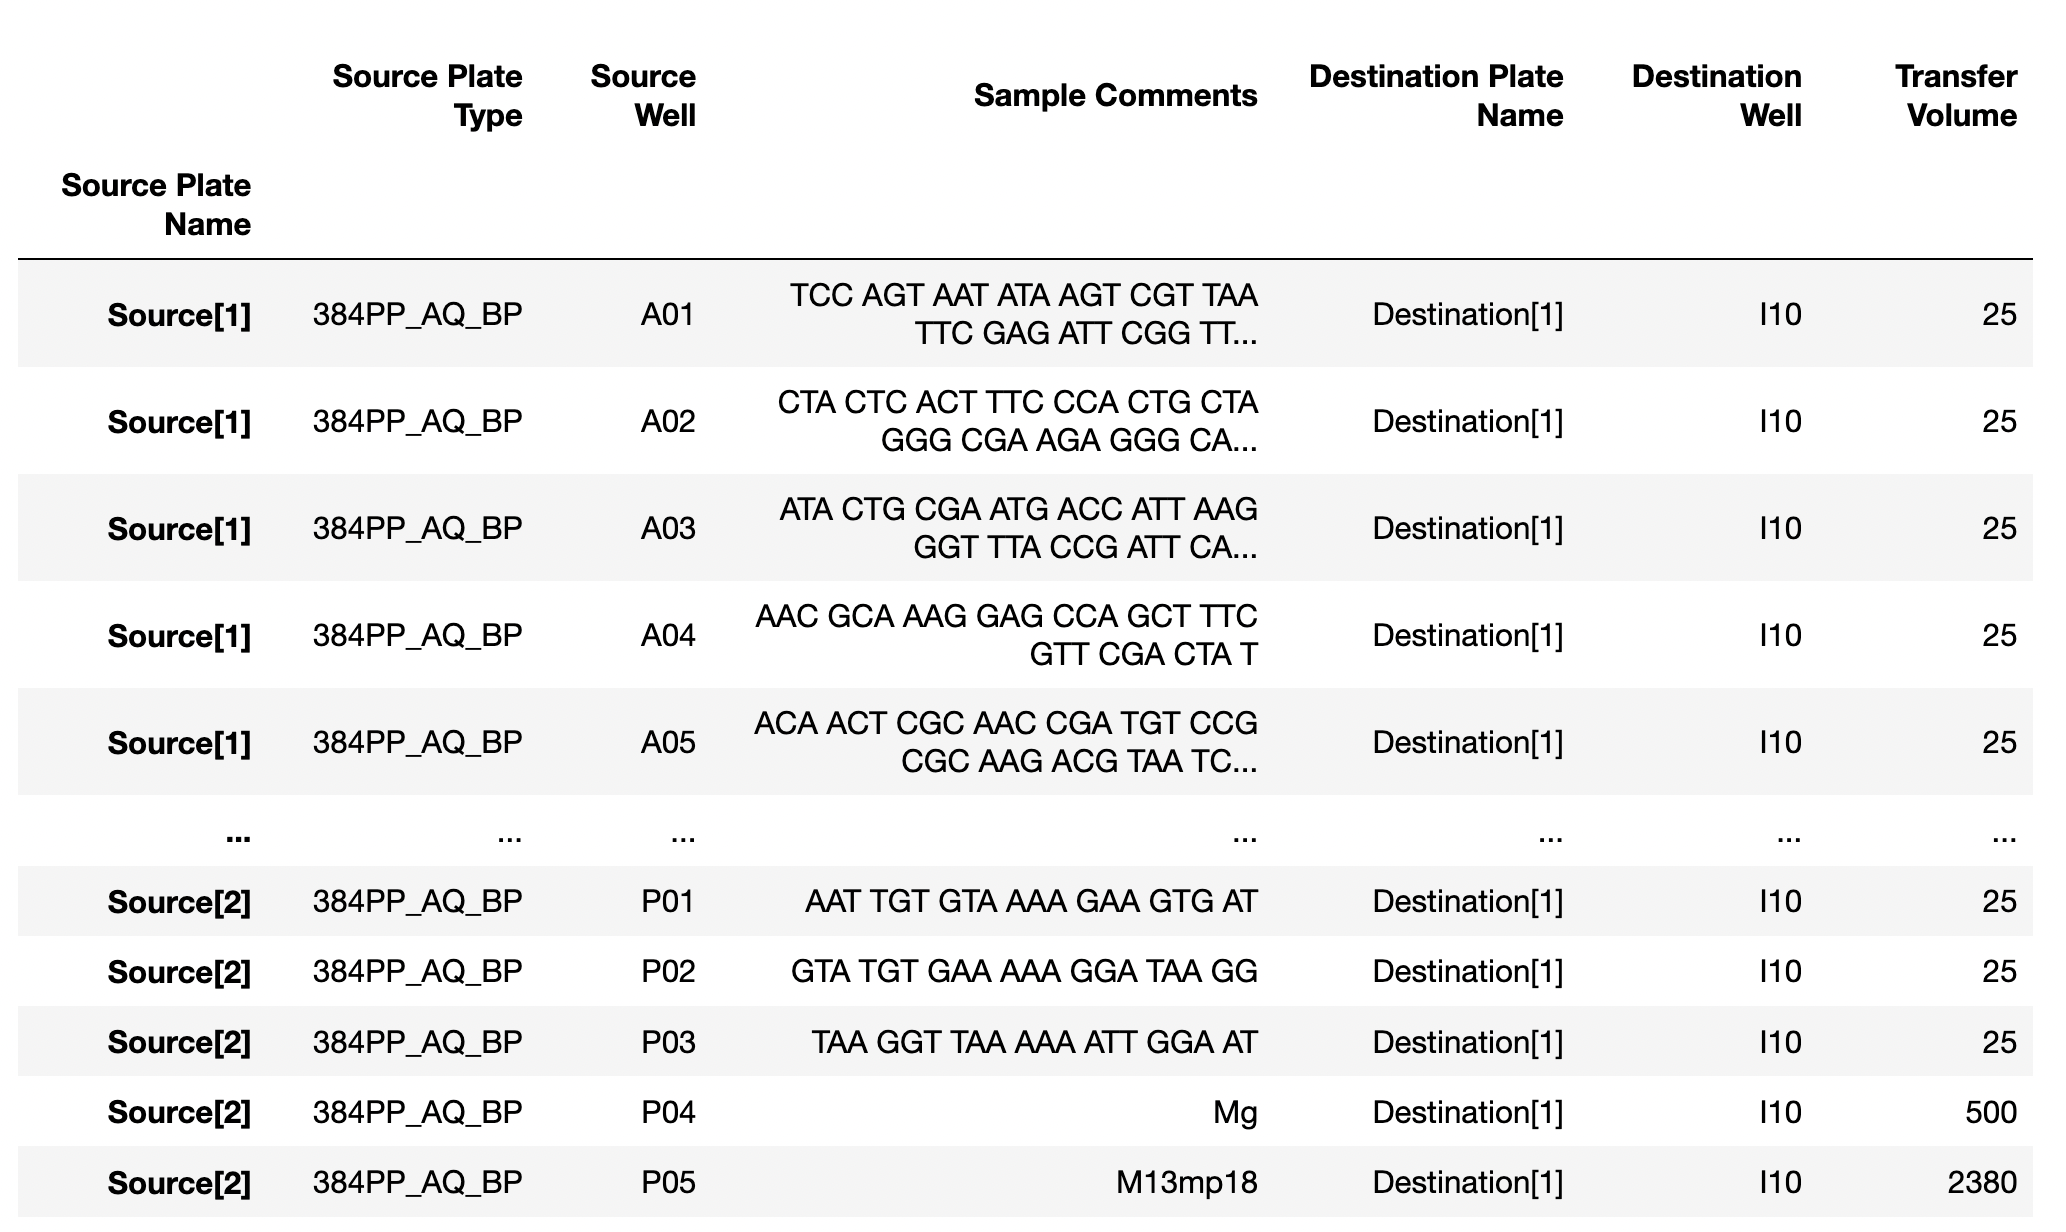 Source Plate Type Source Well Sample Comments Destination Plate Name Destination Well Transfer Volume
Source Plate Name
Source[1] 384PP_AQ_BP A01 TCC AGT AAT ATA AGT CGT TAA TTC GAG ATT CGG TT... Destination[1] I10 25
Source[1] 384PP_AQ_BP A02 CTA CTC ACT TTC CCA CTG CTA GGG CGA AGA GGG CA... Destination[1] I10 25
Source[1] 384PP_AQ_BP A03 ATA CTG CGA ATG ACC ATT AAG GGT TTA CCG ATT CA... Destination[1] I10 25
Source[1] 384PP_AQ_BP A04 AAC GCA AAG GAG CCA GCT TTC GTT CGA CTA T Destination[1] I10 25
Source[1] 384PP_AQ_BP A05 ACA ACT CGC AAC CGA TGT CCG CGC AAG ACG TAA TC... Destination[1] I10 25
... ... ... ... ... ... ...
Source[2] 384PP_AQ_BP P01 AAT TGT GTA AAA GAA GTG AT Destination[1] I10 25
Source[2] 384PP_AQ_BP P02 GTA TGT GAA AAA GGA TAA GG Destination[1] I10 25
Source[2] 384PP_AQ_BP P03 TAA GGT TAA AAA ATT GGA AT Destination[1] I10 25
Source[2] 384PP_AQ_BP P04 Mg Destination[1] I10 500
Source[2] 384PP_AQ_BP P05 M13mp18 Destination[1] I10 2380